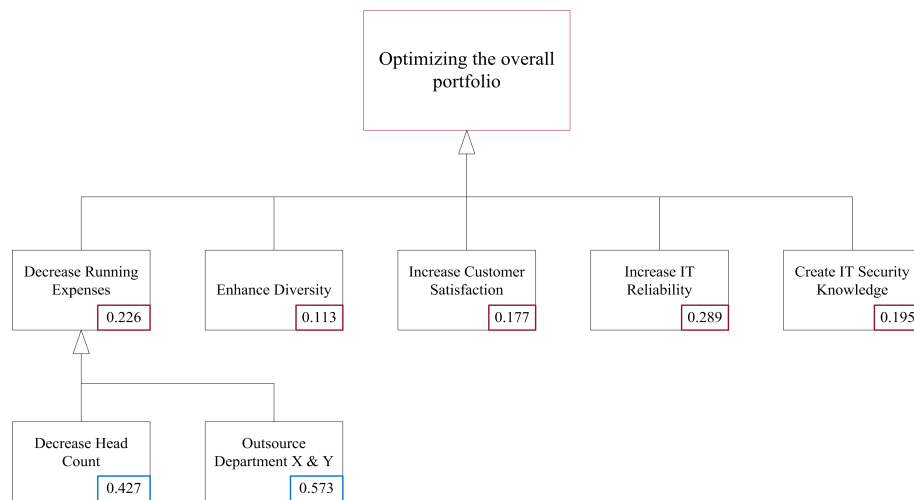 Optimizing the overall
portfolio
Decrease Running
Expenses
0.226
Enhance Diversity
0.113
Increase Customer
Satisfaction
0.177
Increase IT
Reliability
0.289
Create IT Security
Knowledge
0.195
Decrease Head
Count
0.427
Outsource
Department X & Y
0.573